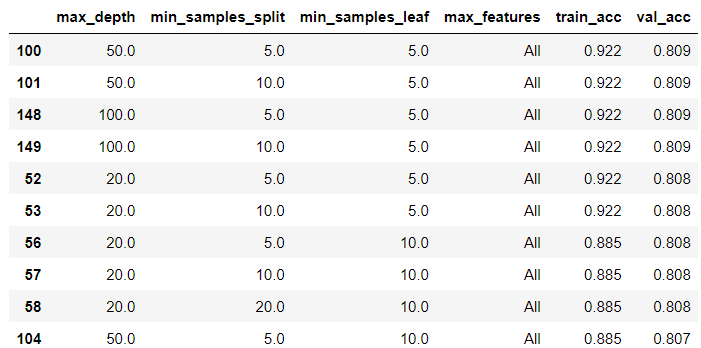 max_depth min_samples_split min_samples_leaf max_features train_acc val_acc
100 50.0 5.0 5.0 All 0.922 0.809
101 50.0 10.0 5.0 All 0.922 0.809
148 100.0 5.0 5.0 All 0.922 0.809
149 100.0 10.0 5.0 All 0.922 0.809
52 20.0 5.0 5.0 All 0.922 0.808
53 20.0 10.0 5.0 All 0.922 0.808
56 20.0 5.0 10.0 All 0.885 0.808
57 20.0 10.0 10.0 All 0.885 0.808
58 20.0 20.0 10.0 All 0.885 0.808
104 50.0 5.0 10.0 All 0.885 0.807